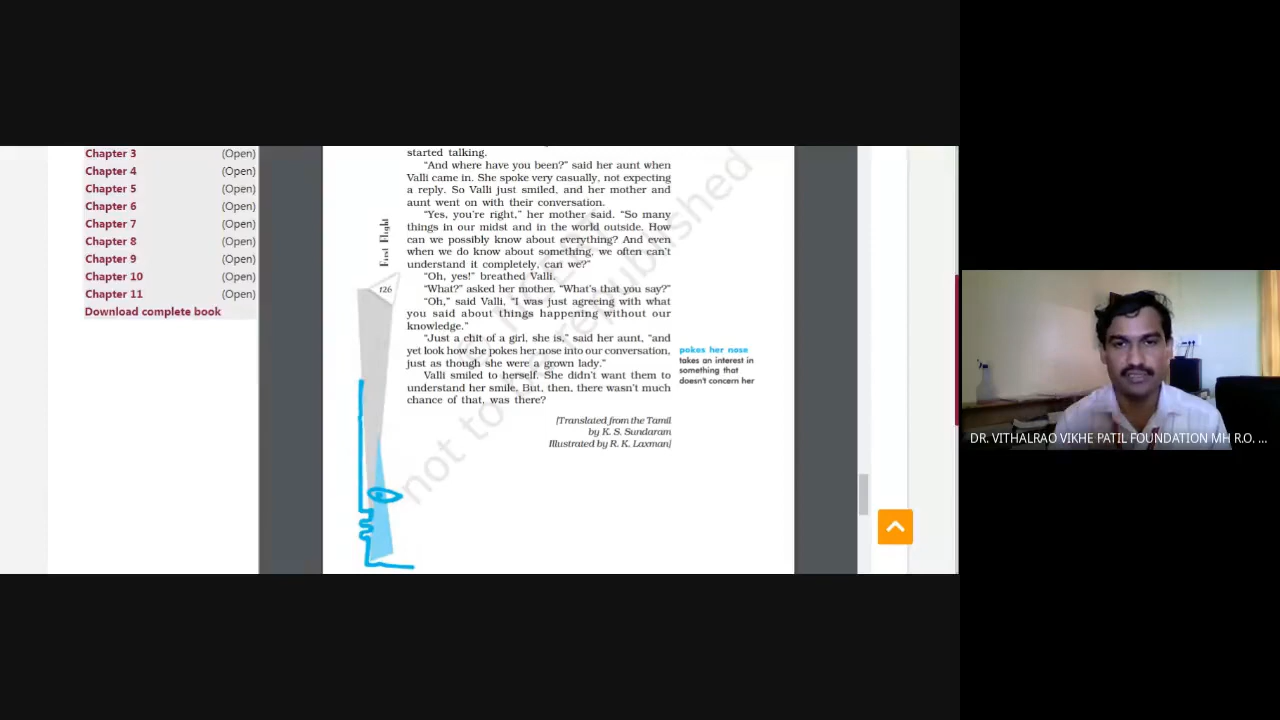 Chapter 3 (Open)
Chapter 4 (Open)
Chapter 5 (Open)
Chapter 6 (Open)
Chapter 7 (Open)
Chapter 8 (Open)
Chapter 9 (Open)
Chapter 10 (Open)
Chapter 11 (Open)
Download complete book
First Flight
126
started talking.
“And where have you been?” said her aunt when
Valli came in. She spoke very casually, not expecting
a reply. So Valli just smiled, and her mother and
aunt went on with their conversation.
“Yes, you're right,” her mother said. “So many
things in our midst and in the world outside. How
can we possibly know about everything? And even
when we do know about something, we often can't
understand it completely, can we?”
“Oh, yes!” breathed Valli.
“What?” asked her mother. “What's that you say?”
“Oh,” said Valli, “I was just agreeing with what
you said about things happening without our
knowledge.”
“Just a chit of a girl, she is,” said her aunt, “and
yet look how she pokes her nose into our conversation,
just as though she were a grown lady.”
Valli smiled to herself. She didn't want them to
understand her smile. But, then, there wasn't much
chance of that, was there?
[Translated from the Tamil
by K. S. Sundaram
Illustrated by R. K. Laxman]
pokes her nose
takes an interest in
something that
doesn't concern her
not to be republished
DR. VITHALRAO VIKHE PATIL FOUNDATION MH R.O. ...